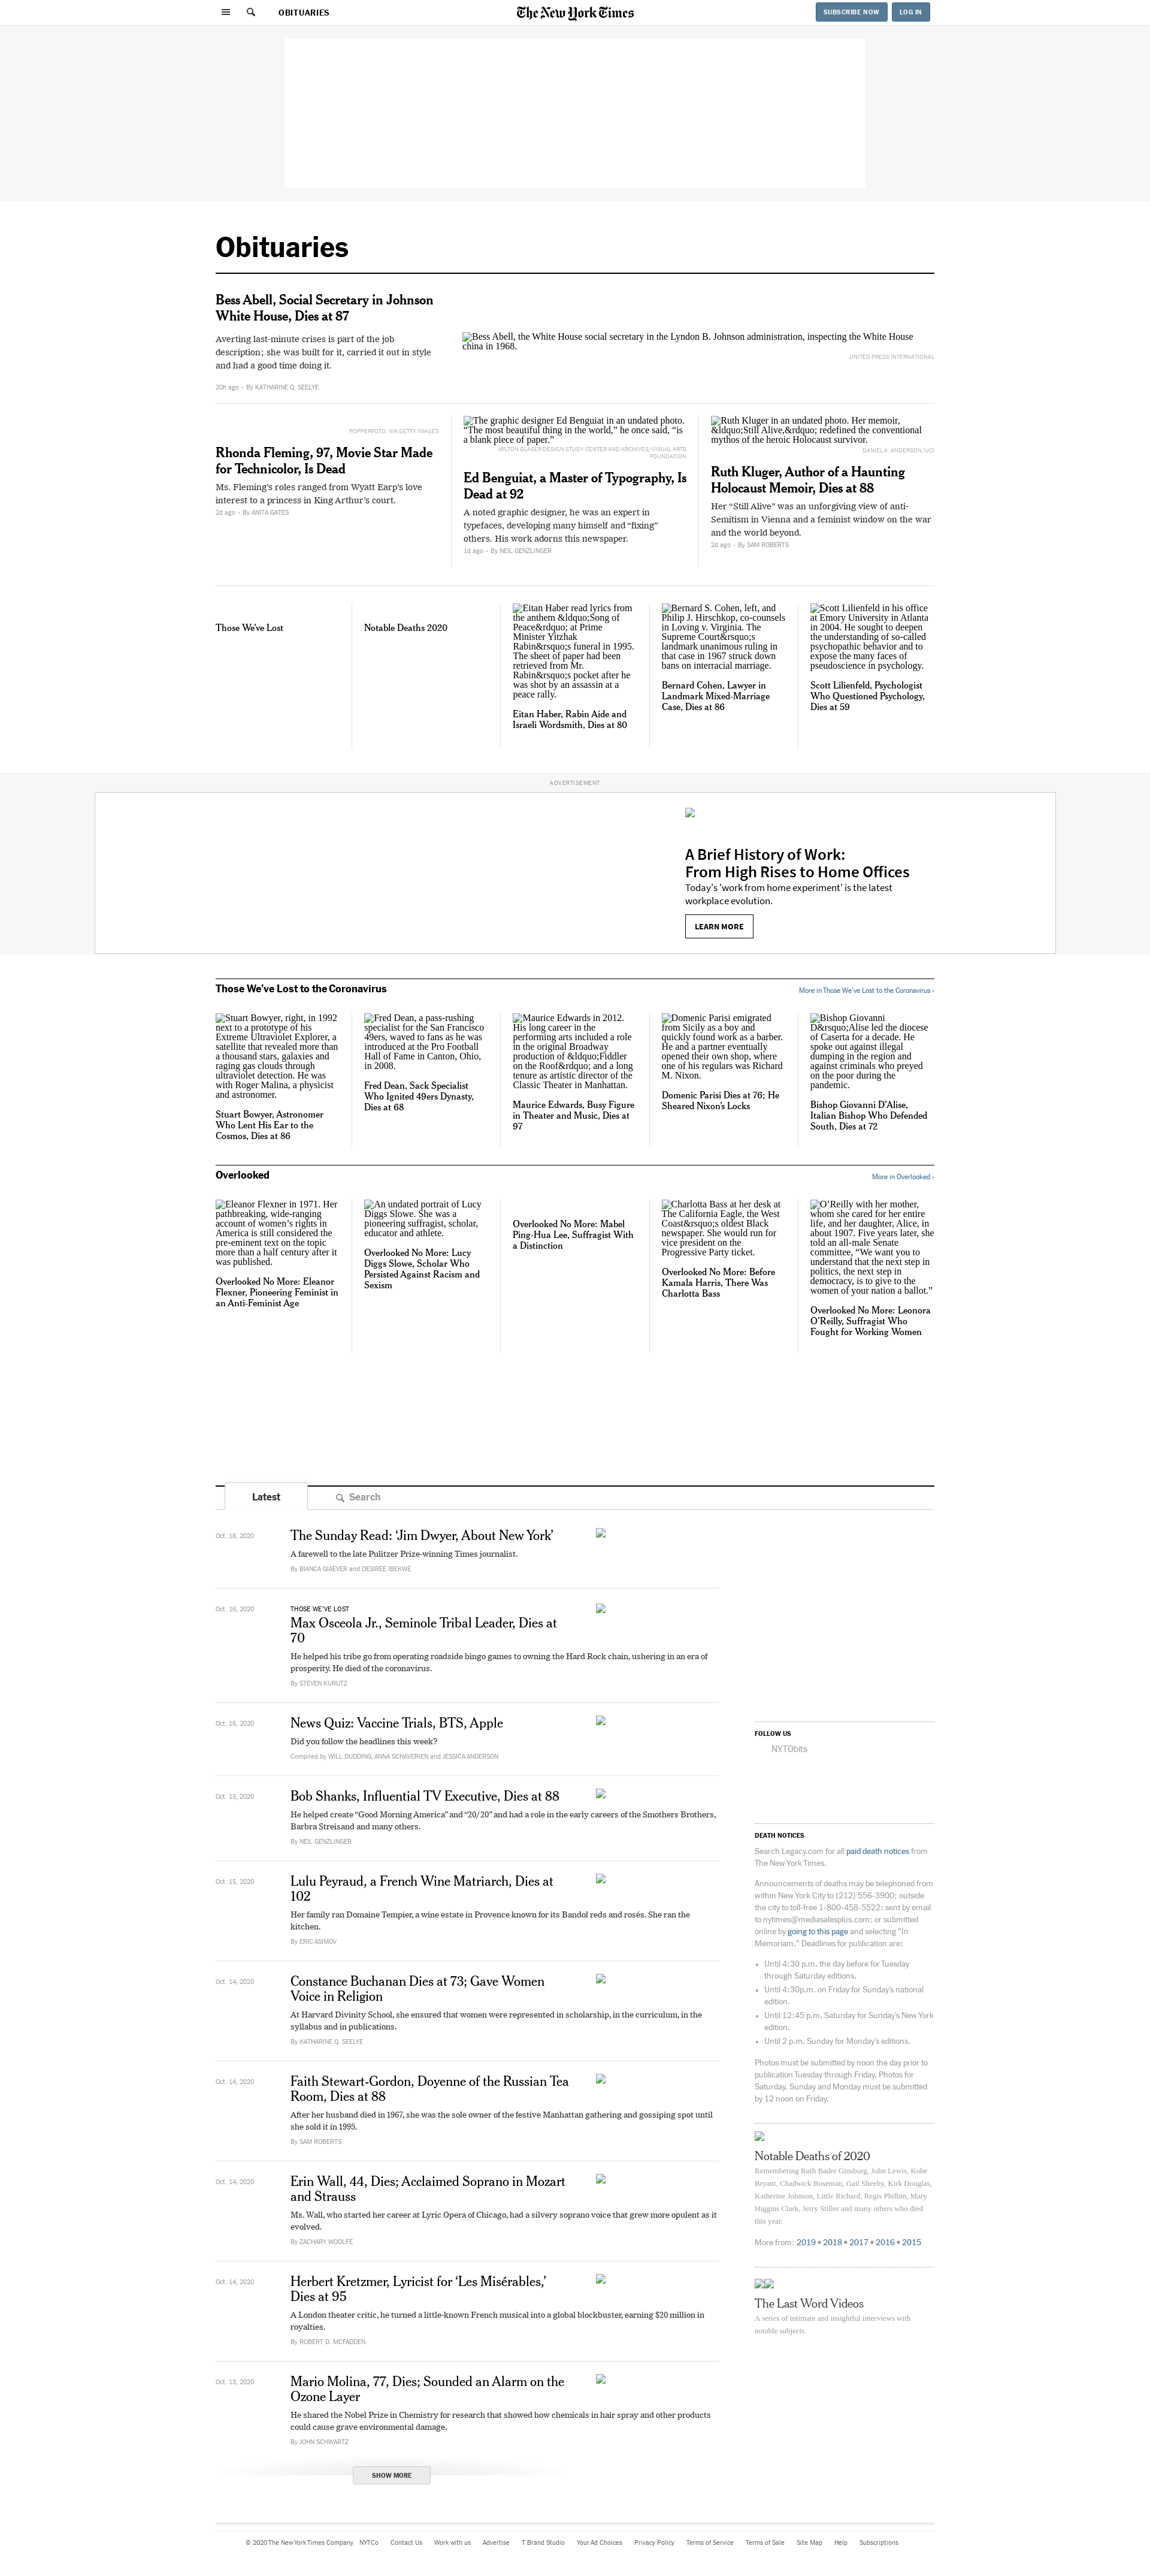 OBITUARIES
The New York Times
SUBSCRIBE NOW
LOG IN
Obituaries
Bess Abell, Social Secretary in Johnson
White House, Dies at 87
Averting last-minute crises is part of the job
description; she was built for it, carried it out in style
and had a good time doing it.
20h ago • By KATHARINE Q. SEELYE
Bess Abell, the White House social secretary in the Lyndon B. Johnson administration, inspecting the White House
china in 1968.
UNITED PRESS INTERNATIONAL
POPPERFOTO, VIA GETTY IMAGES
Rhonda Fleming, 97, Movie Star Made
for Technicolor, Is Dead
Ms. Fleming's roles ranged from Wyatt Earp's love
interest to a princess in King Arthur's court.
2d ago • By ANITA GATES
The graphic designer Ed Benguiat in an undated photo.
“The most beautiful thing in the world,” he once said, “is
a blank piece of paper.”
MILTON GLASER DESIGN STUDY CENTER AND ARCHIVES/VISUAL ARTS
FOUNDATION
Ed Benguiat, a Master of Typography, Is
Dead at 92
A noted graphic designer, he was an expert in
typefaces, developing many himself and “fixing”
others. His work adorns this newspaper.
1d ago • By NEIL GENZLINGER
Ruth Kluger in an undated photo. Her memoir,
&ldquo;Still Alive,&rdquo; redefined the conventional
mythos of the heroic Holocaust survivor.
DANIEL A. ANDERSON/UCI
Ruth Kluger, Author of a Haunting
Holocaust Memoir, Dies at 88
Her “Still Alive” was an unforgiving view of anti-
Semitism in Vienna and a feminist window on the war
and the world beyond.
2d ago • By SAM ROBERTS
Those We've Lost
Notable Deaths 2020
Eitan Haber read lyrics from
the anthem &ldquo;Song of
Peace&rdquo; at Prime
Minister Yitzhak
Rabin&rsquo;s funeral in 1995.
The sheet of paper had been
retrieved from Mr.
Rabin&rsquo;s pocket after he
was shot by an assassin at a
peace rally.
Eitan Haber, Rabin Aide and
Israeli Wordsmith, Dies at 80
Bernard S. Cohen, left, and
Philip J. Hirschkop, co-counsels
in Loving v. Virginia. The
Supreme Court&rsquo;s
landmark unanimous ruling in
that case in 1967 struck down
bans on interracial marriage.
Bernard Cohen, Lawyer in
Landmark Mixed-Marriage
Case, Dies at 86
Scott Lilienfeld in his office
at Emory University in Atlanta
in 2004. He sought to deepen
the understanding of so-called
psychopathic behavior and to
expose the many faces of
pseudoscience in psychology.
Scott Lilienfeld, Psychologist
Who Questioned Psychology,
Dies at 59
ADVERTISEMENT
A Brief History of Work:
From High Rises to Home Offices
Today's 'work from home experiment' is the latest
workplace evolution.
LEARN MORE
Those We've Lost to the Coronavirus
More in Those We've Lost to the Coronavirus ›
Stuart Bowyer, right, in 1992
next to a prototype of his
Extreme Ultraviolet Explorer, a
satellite that revealed more than
a thousand stars, galaxies and
raging gas clouds through
ultraviolet detection. He was
with Roger Malina, a physicist
and astronomer.
Stuart Bowyer, Astronomer
Who Lent His Ear to the
Cosmos, Dies at 86
Fred Dean, a pass-rushing
specialist for the San Francisco
49ers, waved to fans as he was
introduced at the Pro Football
Hall of Fame in Canton, Ohio,
in 2008.
Fred Dean, Sack Specialist
Who Ignited 49ers Dynasty,
Dies at 68
Maurice Edwards in 2012.
His long career in the
performing arts included a role
in the original Broadway
production of &ldquo;Fiddler
on the Roof&rdquo; and a long
tenure as artistic director of the
Classic Theater in Manhattan.
Maurice Edwards, Busy Figure
in Theater and Music, Dies at
97
Domenic Parisi emigrated
from Sicily as a boy and
quickly found work as a barber.
He and a partner eventually
opened their own shop, where
one of his regulars was Richard
M. Nixon.
Domenic Parisi Dies at 76; He
Sheared Nixon's Locks
Bishop Giovanni
D&rsquo;Alise led the diocese
of Caserta for a decade. He
spoke out against illegal
dumping in the region and
against criminals who preyed
on the poor during the
pandemic.
Bishop Giovanni D'Alise,
Italian Bishop Who Defended
South, Dies at 72
Overlooked
More in Overlooked ›
Eleanor Flexner in 1971. Her
pathbreaking, wide-ranging
account of women's rights in
America is still considered the
pre-eminent text on the topic
more than a half century after it
was published.
Overlooked No More: Eleanor
Flexner, Pioneering Feminist in
an Anti-Feminist Age
An undated portrait of Lucy
Diggs Slowe. She was a
pioneering suffragist, scholar,
educator and athlete.
Overlooked No More: Lucy
Diggs Slowe, Scholar Who
Persisted Against Racism and
Sexism
Overlooked No More: Mabel
Ping-Hua Lee, Suffragist With
a Distinction
Charlotta Bass at her desk at
The California Eagle, the West
Coast&rsquo;s oldest Black
newspaper. She would run for
vice president on the
Progressive Party ticket.
Overlooked No More: Before
Kamala Harris, There Was
Charlotta Bass
O'Reilly with her mother,
whom she cared for her entire
life, and her daughter, Alice, in
about 1907. Five years later, she
told an all-male Senate
committee, “We want you to
understand that the next step in
politics, the next step in
democracy, is to give to the
women of your nation a ballot.”
Overlooked No More: Leonora
O'Reilly, Suffragist Who
Fought for Working Women
Latest
Search
Oct. 18, 2020
The Sunday Read: ‘Jim Dwyer, About New York’
A farewell to the late Pulitzer Prize-winning Times journalist.
By BIANCA GIAEVER and DESIREE IBEKWE
Oct. 16, 2020
THOSE WE'VE LOST
Max Osceola Jr., Seminole Tribal Leader, Dies at
70
He helped his tribe go from operating roadside bingo games to owning the Hard Rock chain, ushering in an era of
prosperity. He died of the coronavirus.
By STEVEN KURUTZ
Oct. 16, 2020
News Quiz: Vaccine Trials, BTS, Apple
Did you follow the headlines this week?
Compiled by WILL DUDDING, ANNA SCHAVERIEN and JESSICA ANDERSON
Oct. 15, 2020
Bob Shanks, Influential TV Executive, Dies at 88
He helped create “Good Morning America” and “20/20” and had a role in the early careers of the Smothers Brothers,
Barbra Streisand and many others.
By NEIL GENZLINGER
Oct. 15, 2020
Lulu Peyraud, a French Wine Matriarch, Dies at
102
Her family ran Domaine Tempier, a wine estate in Provence known for its Bandol reds and rosés. She ran the
kitchen.
By ERIC ASIMOV
Oct. 14, 2020
Constance Buchanan Dies at 73; Gave Women
Voice in Religion
At Harvard Divinity School, she ensured that women were represented in scholarship, in the curriculum, in the
syllabus and in publications.
By KATHARINE Q. SEELYE
Oct. 14, 2020
Faith Stewart-Gordon, Doyenne of the Russian Tea
Room, Dies at 88
After her husband died in 1967, she was the sole owner of the festive Manhattan gathering and gossiping spot until
she sold it in 1995.
By SAM ROBERTS
Oct. 14, 2020
Erin Wall, 44, Dies; Acclaimed Soprano in Mozart
and Strauss
Ms. Wall, who started her career at Lyric Opera of Chicago, had a silvery soprano voice that grew more opulent as it
evolved.
By ZACHARY WOOLFE
Oct. 14, 2020
Herbert Kretzmer, Lyricist for ‘Les Misérables,’
Dies at 95
A London theater critic, he turned a little-known French musical into a global blockbuster, earning $20 million in
royalties.
By ROBERT D. MCFADDEN
Oct. 13, 2020
Mario Molina, 77, Dies; Sounded an Alarm on the
Ozone Layer
He shared the Nobel Prize in Chemistry for research that showed how chemicals in hair spray and other products
could cause grave environmental damage.
By JOHN SCHWARTZ
SHOW MORE
FOLLOW US
NYTObits
DEATH NOTICES
Search Legacy.com for all paid death notices from
The New York Times.
Announcements of deaths may be telephoned from
within New York City to (212) 556-3900; outside
the city to toll-free 1-800-458-5522; sent by email
to nytimes@mediasalesplus.com; or submitted
online by going to this page and selecting "In
Memoriam." Deadlines for publication are:
• Until 4:30 p.m. the day before for Tuesday
through Saturday editions.
• Until 4:30p.m. on Friday for Sunday's national
edition.
• Until 12:45 p.m. Saturday for Sunday's New York
edition.
• Until 2 p.m. Sunday for Monday's editions.
Photos must be submitted by noon the day prior to
publication Tuesday through Friday. Photos for
Saturday, Sunday and Monday must be submitted
by 12 noon on Friday.
Notable Deaths of 2020
Remembering Ruth Bader Ginsburg, John Lewis, Kobe
Bryant, Chadwick Boseman, Gail Sheehy, Kirk Douglas,
Katherine Johnson, Little Richard, Regis Philbin, Mary
Higgins Clark, Jerry Stiller and many others who died
this year.
More from: 2019 • 2018 • 2017 • 2016 • 2015
The Last Word Videos
A series of intimate and insightful interviews with
notable subjects.
© 2020 The New York Times Company NYTCo Contact Us Work with us Advertise T Brand Studio Your Ad Choices Privacy Policy Terms of Service Terms of Sale Site Map Help Subscriptions